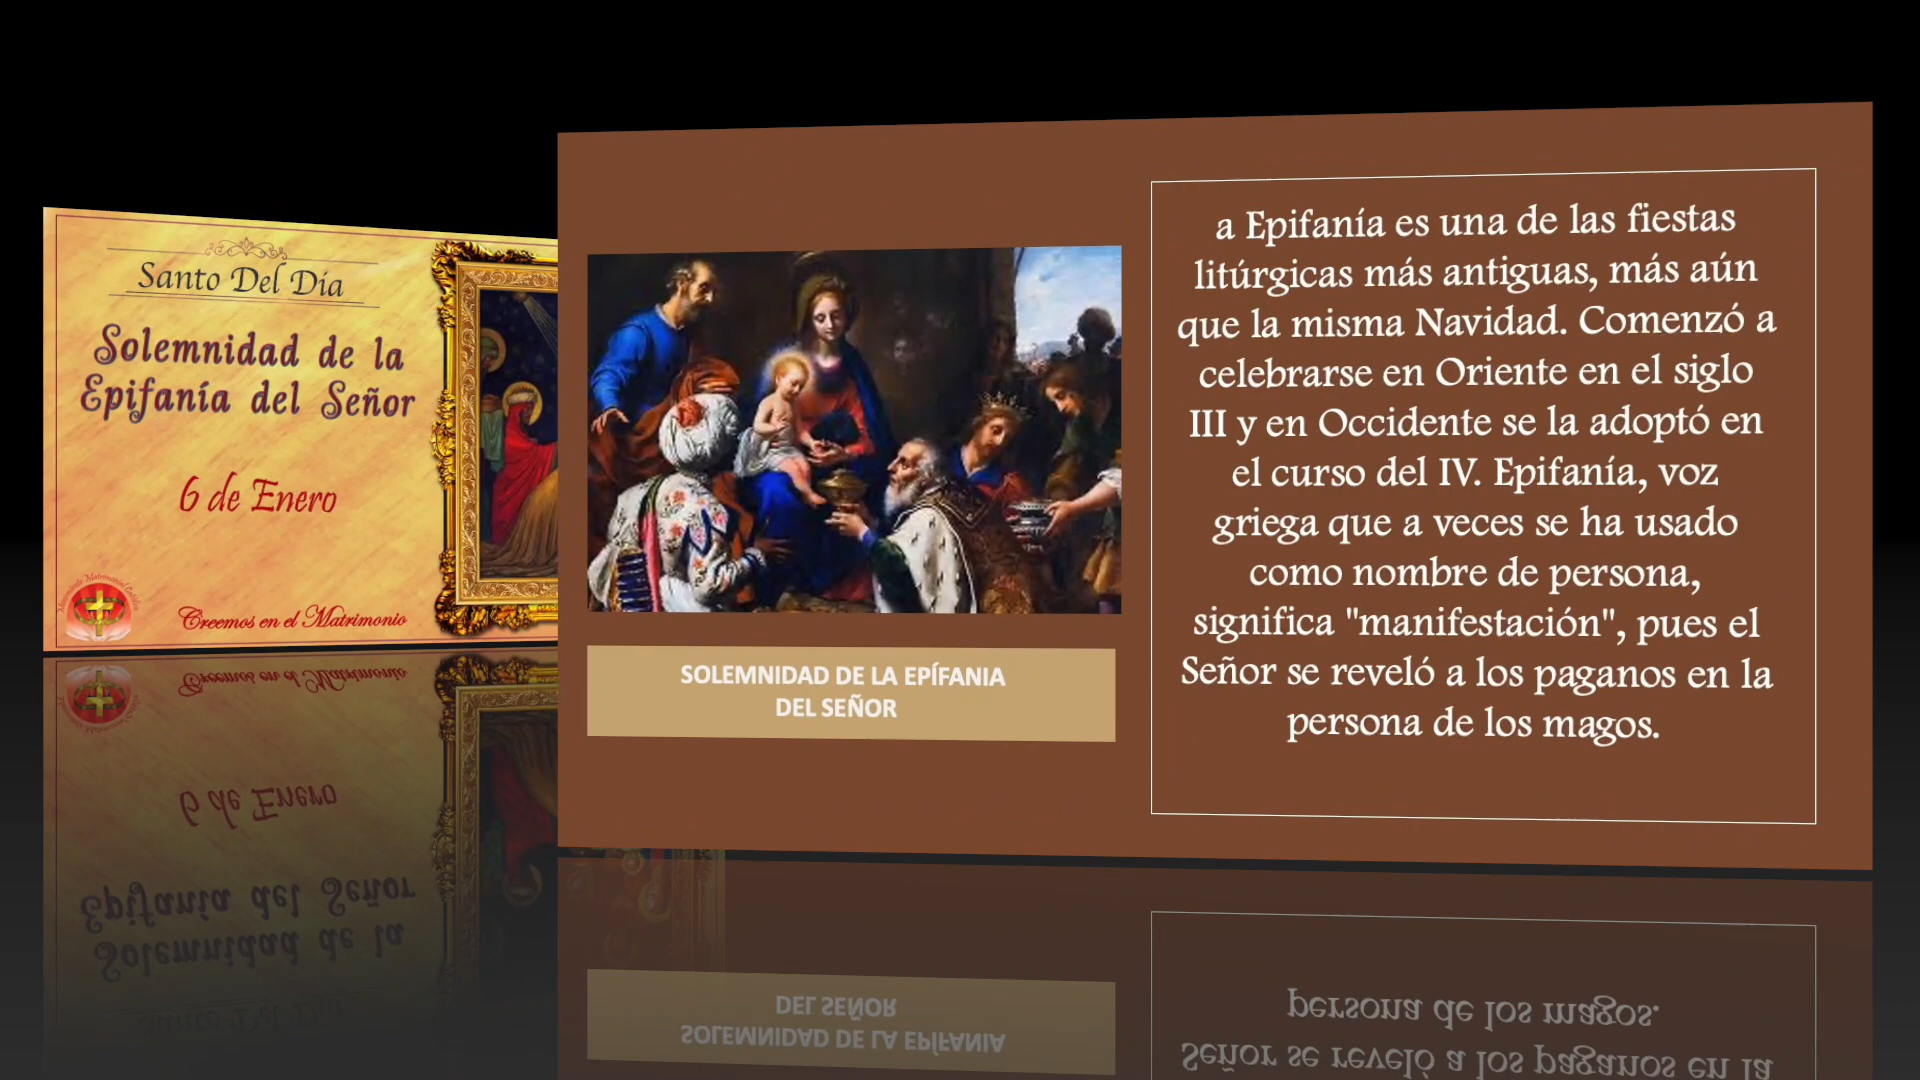 Santo Del Día
Solemnidad de la
Epifanía del Señor
6 de Enero
Creemos en el Matrimonio
SOLEMNIDAD DE LA EPÍFANIA
DEL SEÑOR
a Epifanía es una de las fiestas
litúrgicas más antiguas, más aún
que la misma Navidad. Comenzó a
celebrarse en Oriente en el siglo
III y en Occidente se la adoptó en
el curso del IV. Epifanía, voz
griega que a veces se ha usado
como nombre de persona,
significa "manifestación", pues el
Señor se reveló a los paganos en la
persona de los magos.